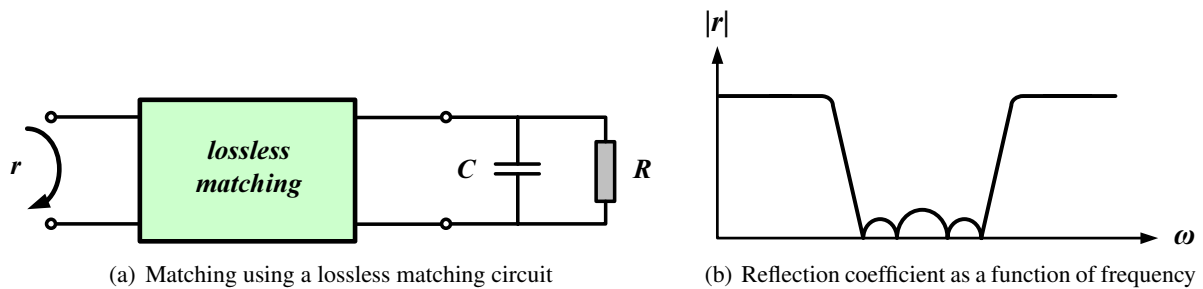 |r|
lossless
matching
r
C
R
ω
(a) Matching using a lossless matching circuit
(b) Reflection coefficient as a function of frequency